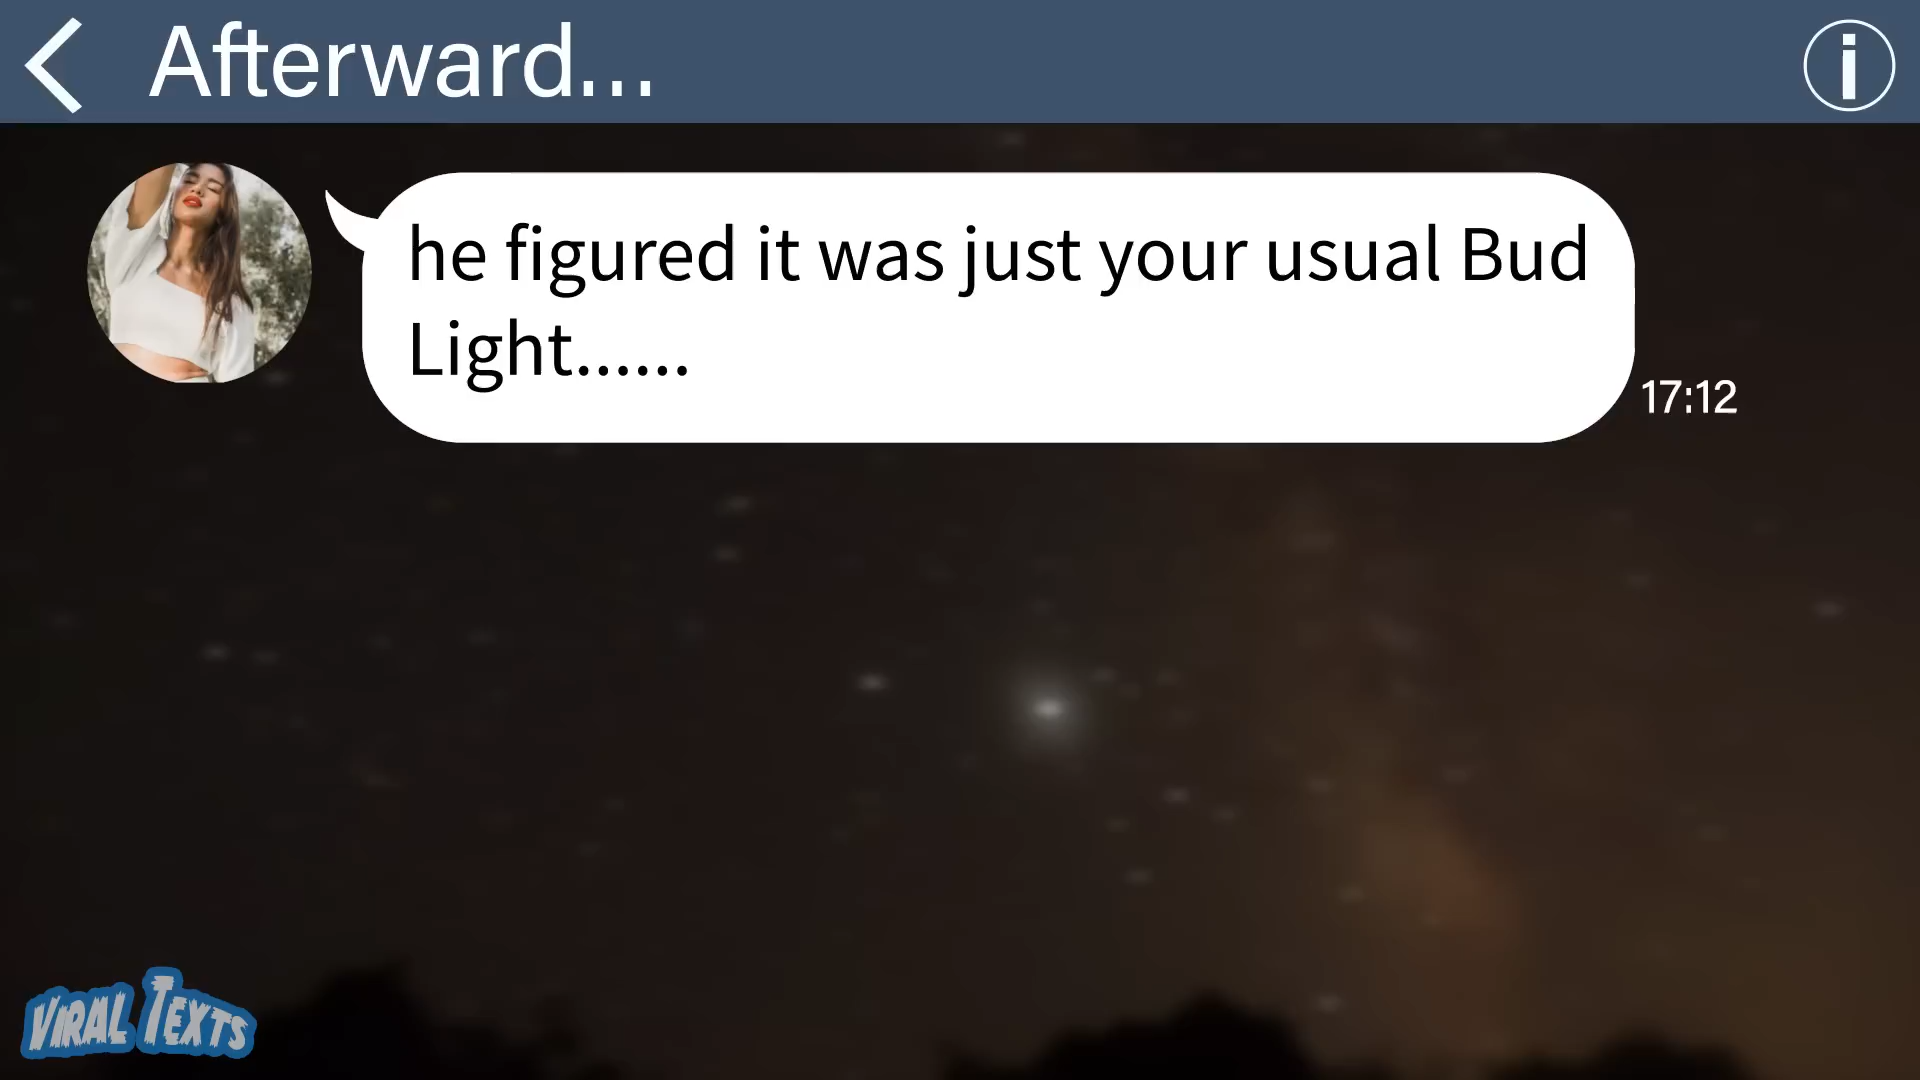 Afterward...
he figured it was just your usual Bud
Light......
17:12
VIRAL TEXTS